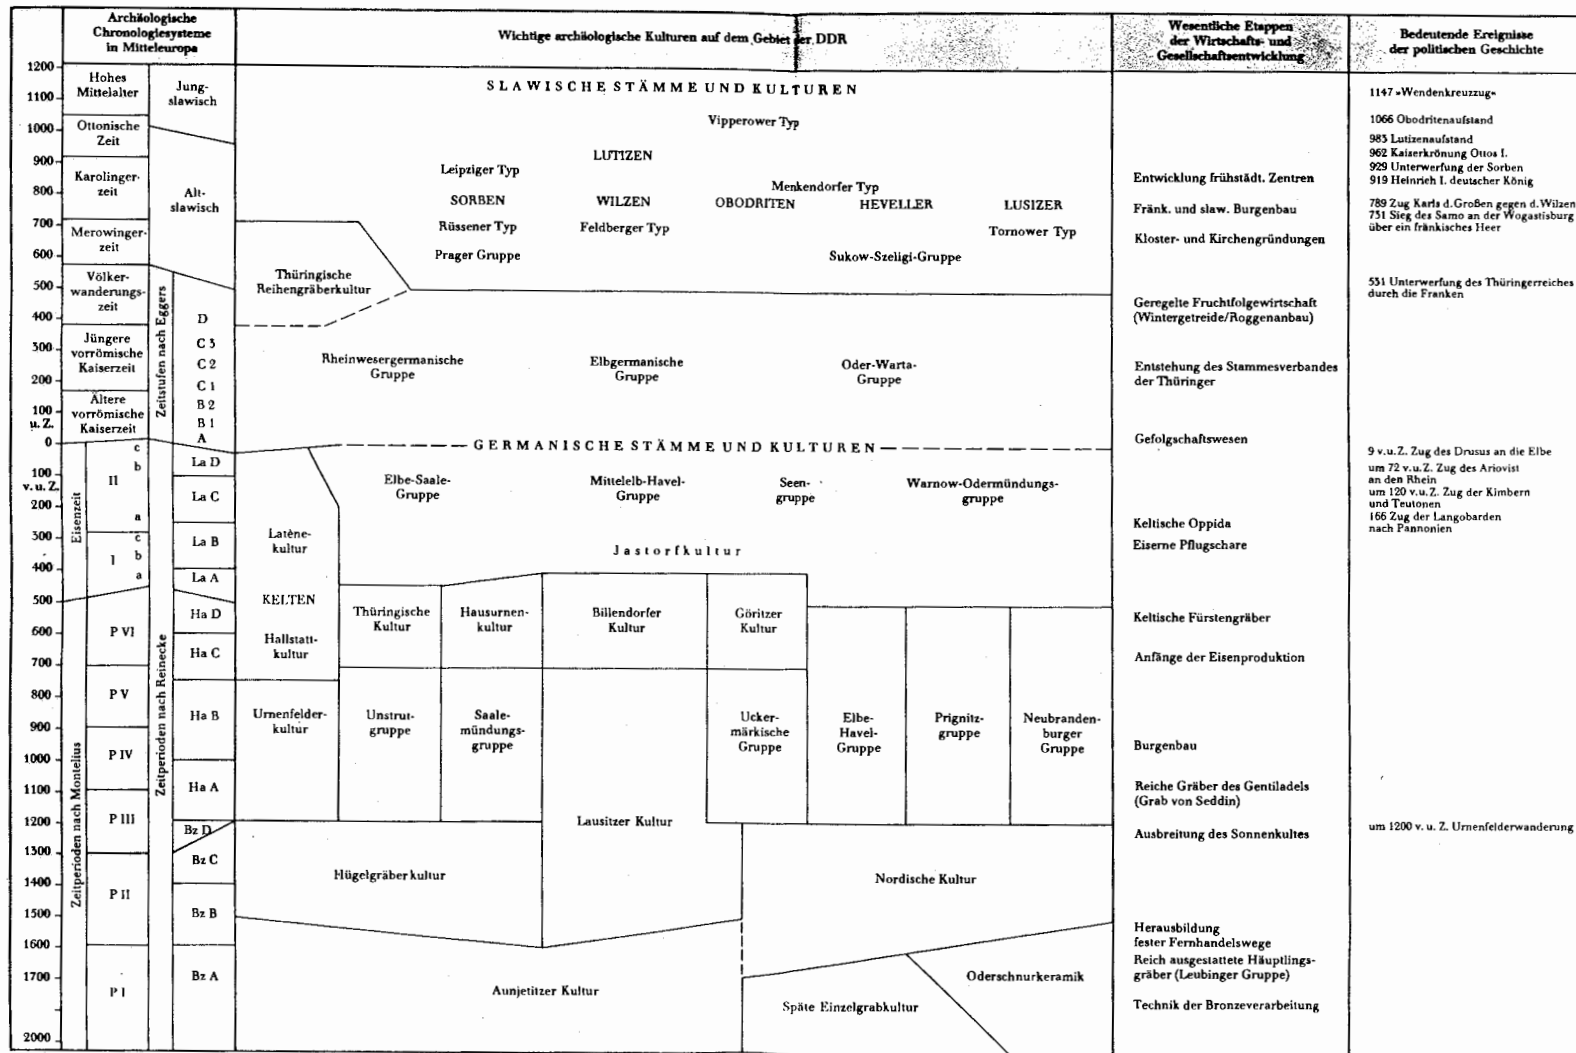 Archäologische
Chronologiesysteme
in Mitteleuropa
Wichtige archäologische Kulturen auf dem Gebiet der DDR
Wesentliche Etappen
der Wirtschafts- und
Gesellschaftsentwicklung
Bedeutende Ereignisse
der politischen Geschichte
1200
1100
1000
900
800
700
600
500
400
300
200
100
u. Z.
0
100
v. u. Z.
200
300
400
500
600
700
800
900
1000
1100
1200
1300
1400
1500
1600
1700
2000
Hohes
Mittelalter
Ottonische
Zeit
Karolinger-
zeit
Merowinger-
zeit
Völker-
wanderungs-
zeit
Jüngere
vorrömische
Kaiserzeit
Ältere
vorrömische
Kaiserzeit
Eisenzeit
c
b
II
a
c
I b
a
Zeitperioden nach Montelius
P VI
P V
P IV
P III
P II
P I
Jung-
slawisch
Alt-
slawisch
Zeitstufen nach Eggers
D
C 3
C 2
C 1
B 2
B 1
A
Zeitperioden nach Reinecke
La D
La C
La B
La A
Ha D
Ha C
Ha B
Ha A
Bz D
Bz C
Bz B
Bz A
SLAWISCHE STÄMME UND KULTUREN
Vipperower Typ
LUTIZEN
Leipziger Typ
Menkendorfer Typ
SORBEN WILZEN OBODRITEN HEVELLER LUSIZER
Rüssener Typ Feldberger Typ Tornower Typ
Prager Gruppe Sukow-Szeligi-Gruppe
Thüringische
Reihengräberkultur
Rheinwesergermanische
Gruppe
Elbgermanische
Gruppe
Oder-Warta-
Gruppe
GERMANISCHE STÄMME UND KULTUREN
Elbe-Saale-
Gruppe
Mittelelb-Havel-
Gruppe
Seen-
gruppe
Warnow-Odermündungs-
gruppe
Latène-
kultur
Jastorfkultur
KELTEN
Hallstatt-
kultur
Thüringische
Kultur
Hausurnen-
kultur
Billendorfer
Kultur
Göritzer
Kultur
Urnenfelder-
kultur
Unstrut-
gruppe
Saale-
mündungs-
gruppe
Ucker-
märkische
Gruppe
Elbe-
Havel-
Gruppe
Prignitz-
gruppe
Neubranden-
burger
Gruppe
Lausitzer Kultur
Hügelgräberkultur
Nordische Kultur
Aunjetitzer Kultur
Späte Einzelgrabkultur
Oderschnurkeramik
Entwicklung frühstädt. Zentren
Fränk. und slaw. Burgenbau
Kloster- und Kirchengründungen
Geregelte Fruchtfolgewirtschaft
(Wintergetreide/Roggenanbau)
Entstehung des Stammesverbandes
der Thüringer
Gefolgschaftswesen
Keltische Oppida
Eiserne Pflugschare
Keltische Fürstengräber
Anfänge der Eisenproduktion
Burgenbau
Reiche Gräber des Gentiladels
(Grab von Seddin)
Ausbreitung des Sonnenkultes
Herausbildung
fester Fernhandelswege
Reich ausgestattete Häuptlings-
gräber (Leubinger Gruppe)
Technik der Bronzeverarbeitung
1147 »Wendenkreuzzug«
1066 Obodritenaufstand
983 Lutizenaufstand
962 Kaiserkrönung Ottos I.
929 Unterwerfung der Sorben
919 Heinrich I. deutscher König
789 Zug Karls d. Großen gegen d. Wilzen
751 Sieg des Samo an der Wogastisburg
über ein fränkisches Heer
531 Unterwerfung des Thüringerreiches
durch die Franken
9 v. u. Z. Zug des Drusus an die Elbe
um 72 v. u. Z. Zug des Ariovist
an den Rhein
um 120 v. u. Z. Zug der Kimbern
und Teutonen
166 Zug der Langobarden
nach Pannonien
um 1200 v. u. Z. Urnenfelderwanderung